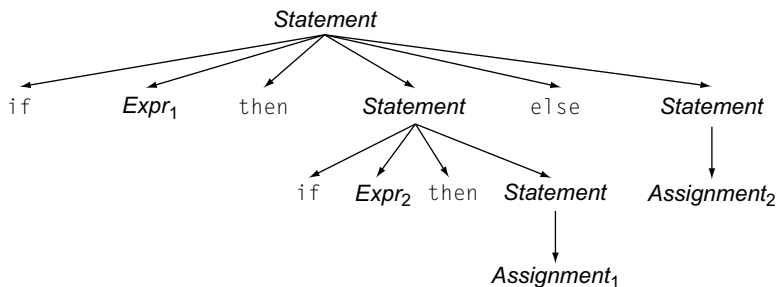 Statement
if Expr₁ then Statement else Statement
if Expr₂ then Statement Assignment₂
Assignment₁